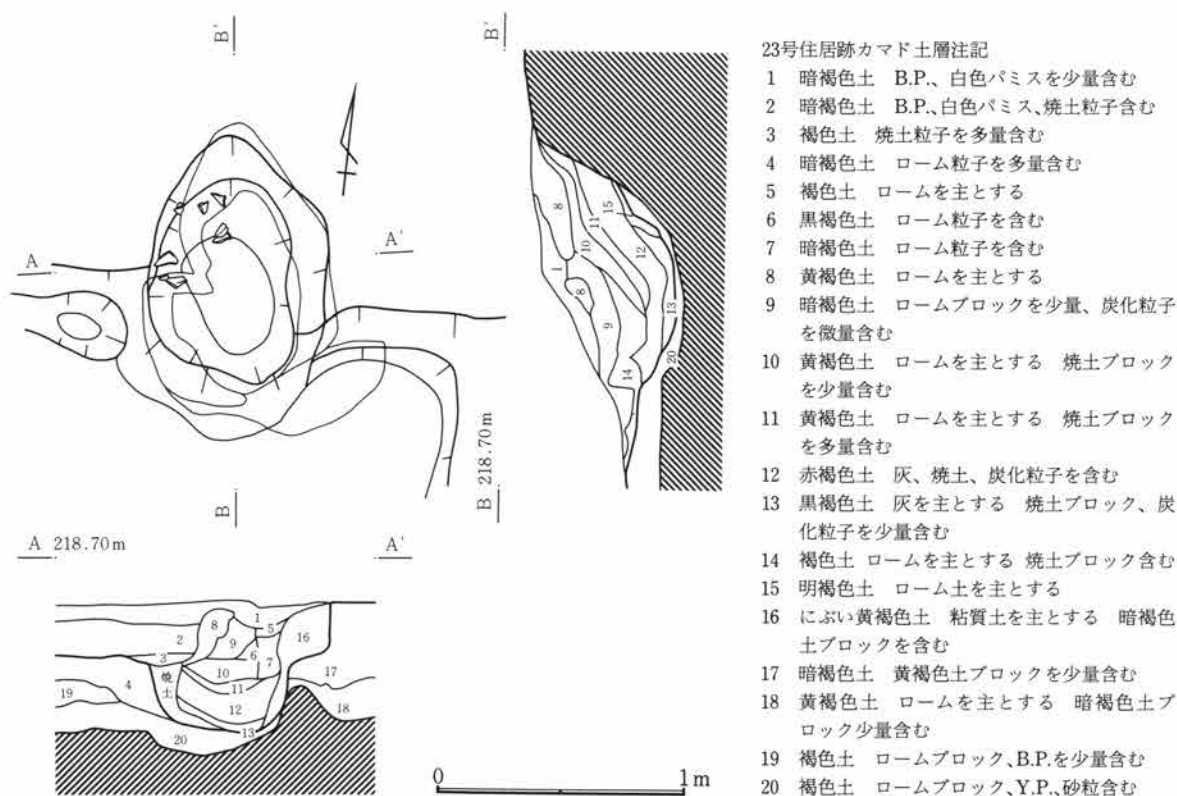 B'
B'
A
A'
B
B 218.70m
8
15
11
12
10
1
8
13
9
20
14
A 218.70m
A'
1
8
5
2
16
9
6
3
7
焼土
10
17
4
11
19
12
18
13
20
0
1m
23号住居跡カマド土層注記
1 暗褐色土 B.P.、白色パミスを少量含む
2 暗褐色土 B.P.、白色パミス、焼土粒子含む
3 褐色土 焼土粒子を多量含む
4 暗褐色土 ローム粒子を多量含む
5 褐色土 ロームを主とする
6 黒褐色土 ローム粒子を含む
7 暗褐色土 ローム粒子を含む
8 黄褐色土 ロームを主とする
9 暗褐色土 ロームブロックを少量、炭化粒子
を微量含む
10 黄褐色土 ロームを主とする 焼土ブロック
を少量含む
11 黄褐色土 ロームを主とする 焼土ブロック
を多量含む
12 赤褐色土 灰、焼土、炭化粒子を含む
13 黒褐色土 灰を主とする 焼土ブロック、炭
化粒子を少量含む
14 褐色土 ロームを主とする 焼土ブロック含む
15 明褐色土 ローム土を主とする
16 にぶい黄褐色土 粘質土を主とする 暗褐色
土ブロックを含む
17 暗褐色土 黄褐色土ブロックを少量含む
18 黄褐色土 ロームを主とする 暗褐色土ブ
ロック少量含む
19 褐色土 ロームブロック、B.P.を少量含む
20 褐色土 ロームブロック、Y.P.、砂粒含む